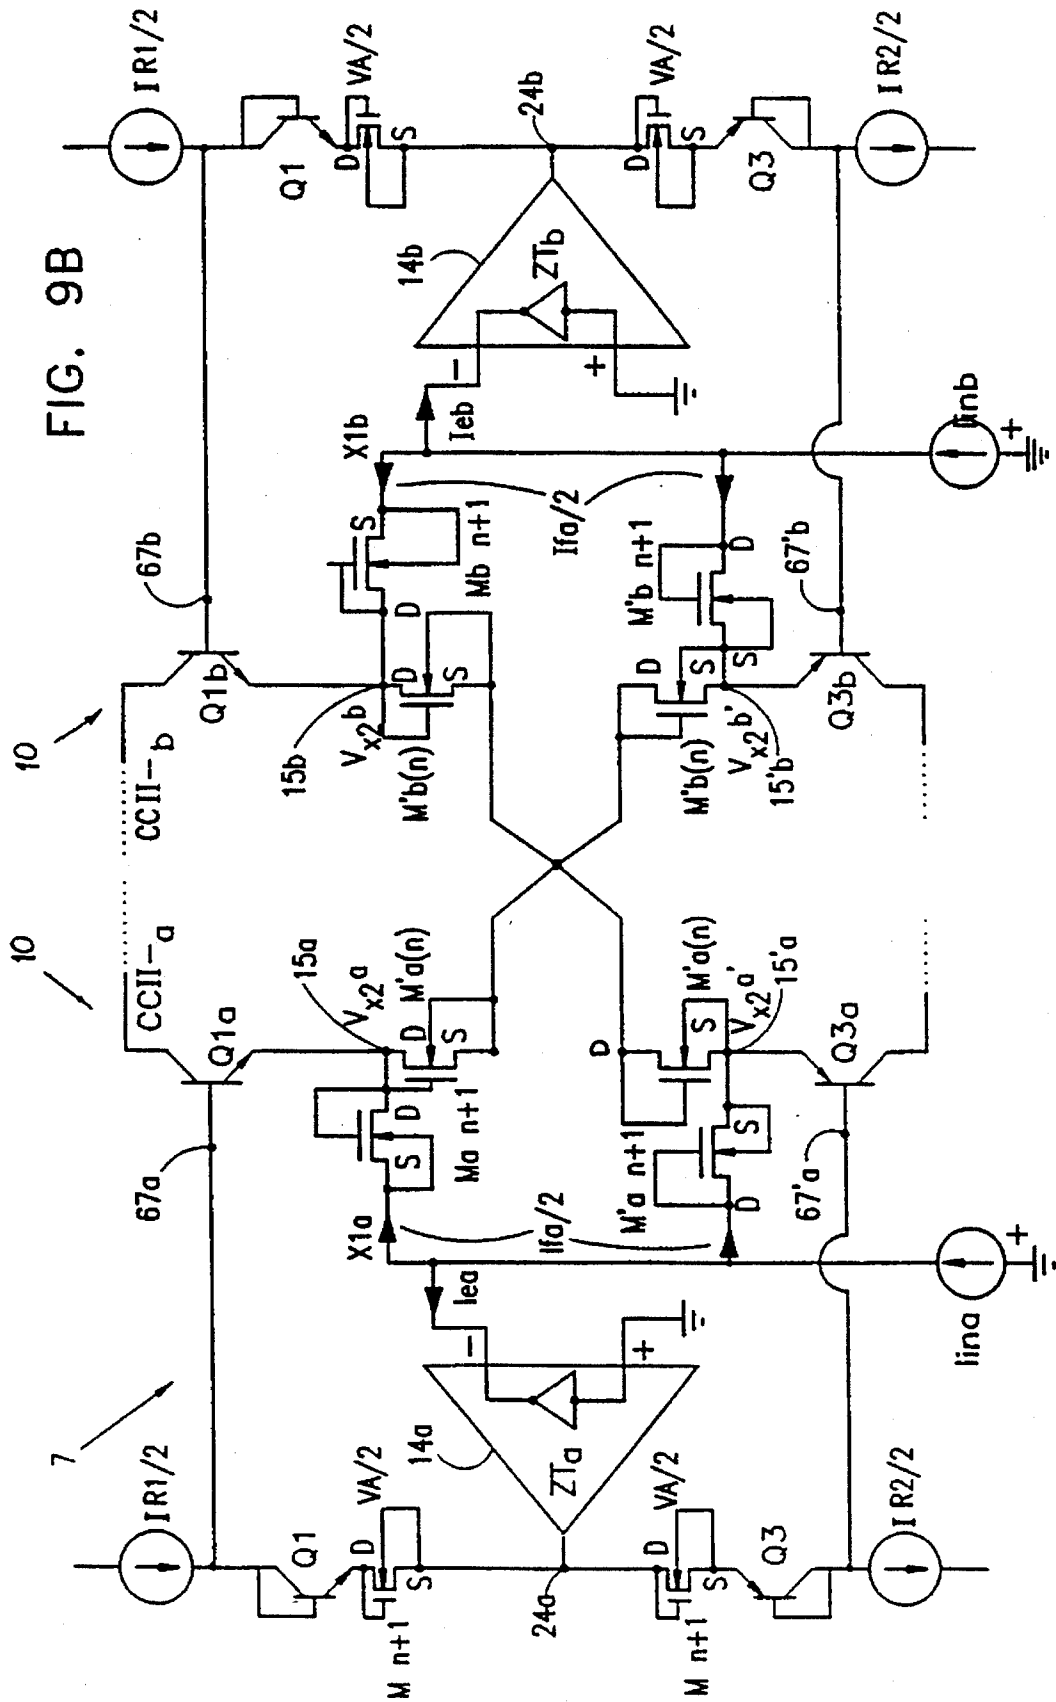 FIG. 9B
10
10
7
CCII-a
CCII-b
IR1/2
67a
Q1a
Q1b
67b
IR1/2
Q1
15a
15b
Q1
VA/2
D
S
M n+1
Vx2a
M'a(n)
D
S
Ma n+1
D
S
X1a
Vx2b
M'b(n)
D
S
Mb n+1
D
S
X1b
VA/2
D
S
14a
ZTa
-
+
Iea
Ifa/2
Ifa/2
Ieb
14b
ZTb
-
+
24a
24b
VA/2
D
S
M n+1
M'a n+1
D
S
D
M'a(n)
S
Vx2a'
15'a
M'b(n)
D
S
Vx2b'
15'b
M'b n+1
D
S
VA/2
D
S
Q3
67'a
Q3a
Q3b
67'b
Q3
IR2/2
Iina
+
Iinb
+
IR2/2